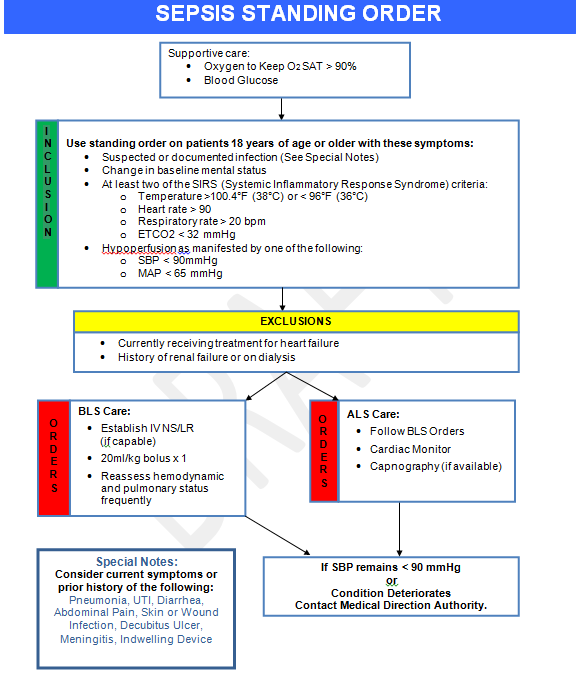 SEPSIS STANDING ORDER
Supportive care:
• Oxygen to Keep O2SAT > 90%
• Blood Glucose
INCLUSION
Use standing order on patients 18 years of age or older with these symptoms:
• Suspected or documented infection (See Special Notes)
• Change in baseline mental status
• At least two of the SIRS (Systemic Inflammatory Response Syndrome) criteria:
o Temperature >100.4°F (38°C) or < 96°F (36°C)
o Heart rate > 90
o Respiratory rate > 20 bpm
o ETCO2 < 32 mmHg
• Hypoperfusion as manifested by one of the following:
o SBP < 90mmHg
o MAP < 65 mmHg
EXCLUSIONS
• Currently receiving treatment for heart failure
• History of renal failure or on dialysis
ORDERS
BLS Care:
• Establish IV NS/LR
(if capable)
• 20ml/kg bolus x 1
• Reassess hemodynamic
and pulmonary status
frequently
ORDERS
ALS Care:
• Follow BLS Orders
• Cardiac Monitor
• Capnography (if available)
Special Notes:
Consider current symptoms or
prior history of the following:
Pneumonia, UTI, Diarrhea,
Abdominal Pain, Skin or Wound
Infection, Decubitus Ulcer,
Meningitis, Indwelling Device
If SBP remains < 90 mmHg
or
Condition Deteriorates
Contact Medical Direction Authority.